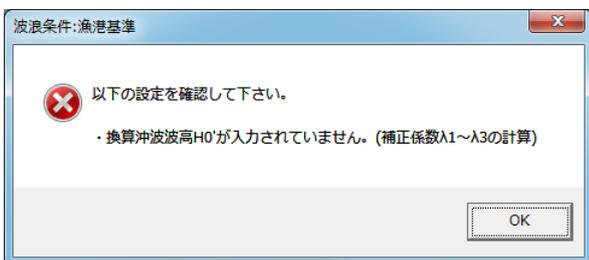 波浪条件:漁港基準
以下の設定を確認して下さい。
・換算沖波波高H0'が入力されていません。(補正係数λ1～λ3の計算)
OK